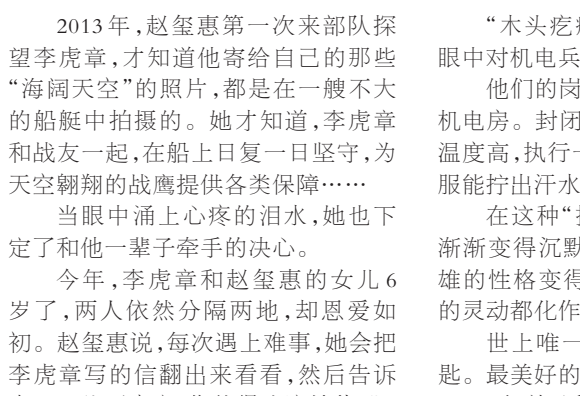 2013年，赵玺惠第一次来部队探
望李虎章，才知道他寄给自己的那些
“海阔天空”的照片，都是在一艘不大
的船艇中拍摄的。她才知道，李虎章
和战友一起，在船上日复一日坚守，为
天空翱翔的战鹰提供各类保障……
当眼中涌上心疼的泪水，她也下
定了和他一辈子牵手的决心。
今年，李虎章和赵玺惠的女儿6
岁了，两人依然分隔两地，却恩爱如
初。赵玺惠说，每次遇上难事，她会把
李虎章写的信翻出来看看，然后告诉
“木头疙
眼中对机电兵
他们的岗
机电房。封闭
温度高，执行
服能拧出汗水
在这种“
渐渐变得沉默
雄的性格变得
的灵动都化作
世上唯一
匙。最美好的